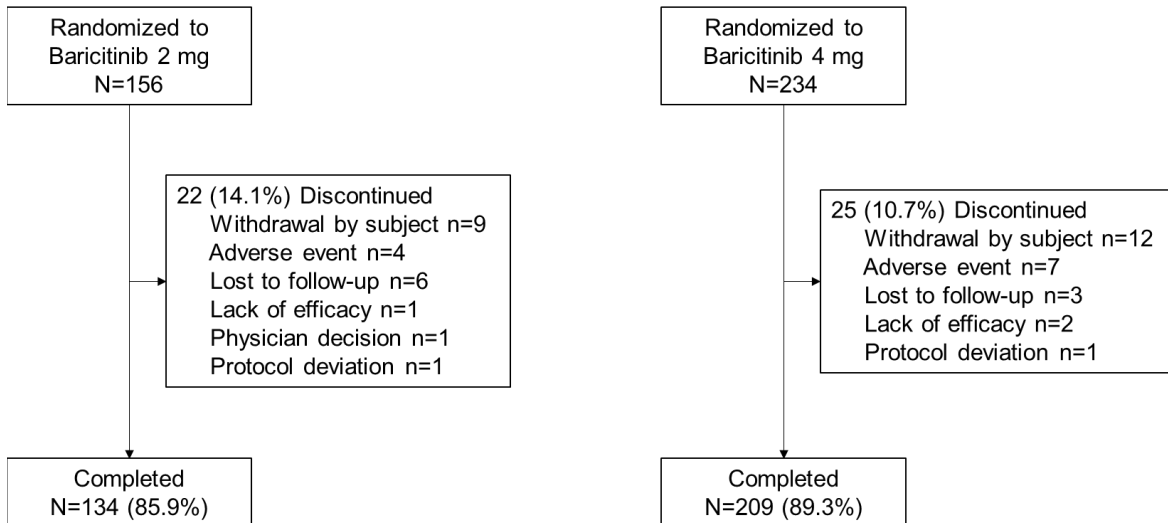 Randomized to
Baricitinib 2 mg
N=156
22 (14.1%) Discontinued
Withdrawal by subject n=9
Adverse event n=4
Lost to follow-up n=6
Lack of efficacy n=1
Physician decision n=1
Protocol deviation n=1
Completed
N=134 (85.9%)
Randomized to
Baricitinib 4 mg
N=234
25 (10.7%) Discontinued
Withdrawal by subject n=12
Adverse event n=7
Lost to follow-up n=3
Lack of efficacy n=2
Protocol deviation n=1
Completed
N=209 (89.3%)